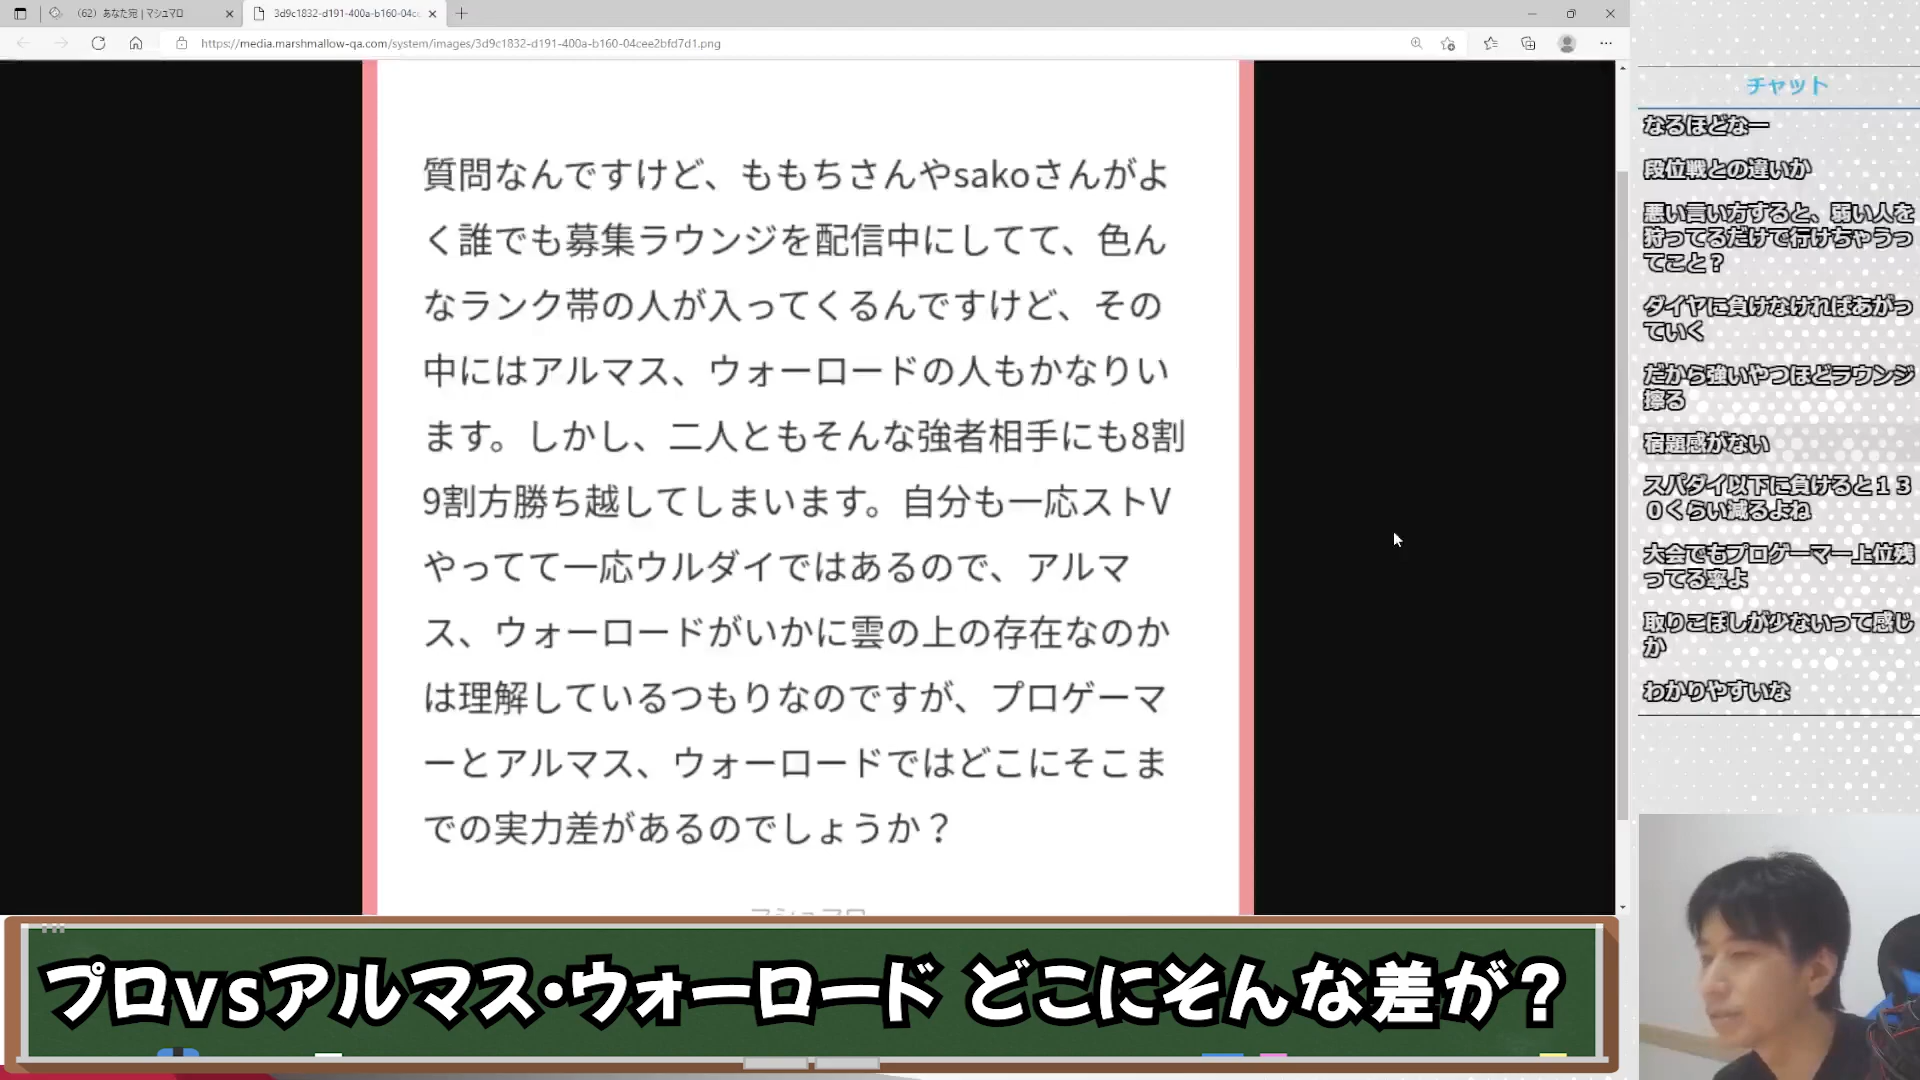 （62）あなた宛 | マシュマロ
3d9c1832-d191-400a-b160-04ce
https://media.marshmallow-qa.com/system/images/3d9c1832-d191-400a-b160-04cee2bfd7d1.png
質問なんですけど、ももちさんやsakoさんがよ
く誰でも募集ラウンジを配信中にしてて、色ん
なランク帯の人が入ってくるんですけど、その
中にはアルマス、ウォーロードの人もかなりい
ます。しかし、二人ともそんな強者相手にも8割
9割方勝ち越してしまいます。自分も一応ストV
やってて一応ウルダイではあるので、アルマ
ス、ウォーロードがいかに雲の上の存在なのか
は理解しているつもりなのですが、プロゲーマ
ーとアルマス、ウォーロードではどこにそこま
での実力差があるのでしょうか？
マシュマロ
プロvsアルマス・ウォーロード どこにそんな差が？
チャット
なるほどなー
段位戦との違いか
悪い言い方すると、弱い人を
狩ってるだけで行けちゃうっ
てこと？
ダイヤに負けなければあがっ
ていく
だから強いやつほどラウンジ
擦る
宿題感がない
スパダイ以下に負けると１３
０くらい減るよね
大会でもプロゲーマー上位残
ってる率よ
取りこぼしが少ないって感じ
か
わかりやすいな